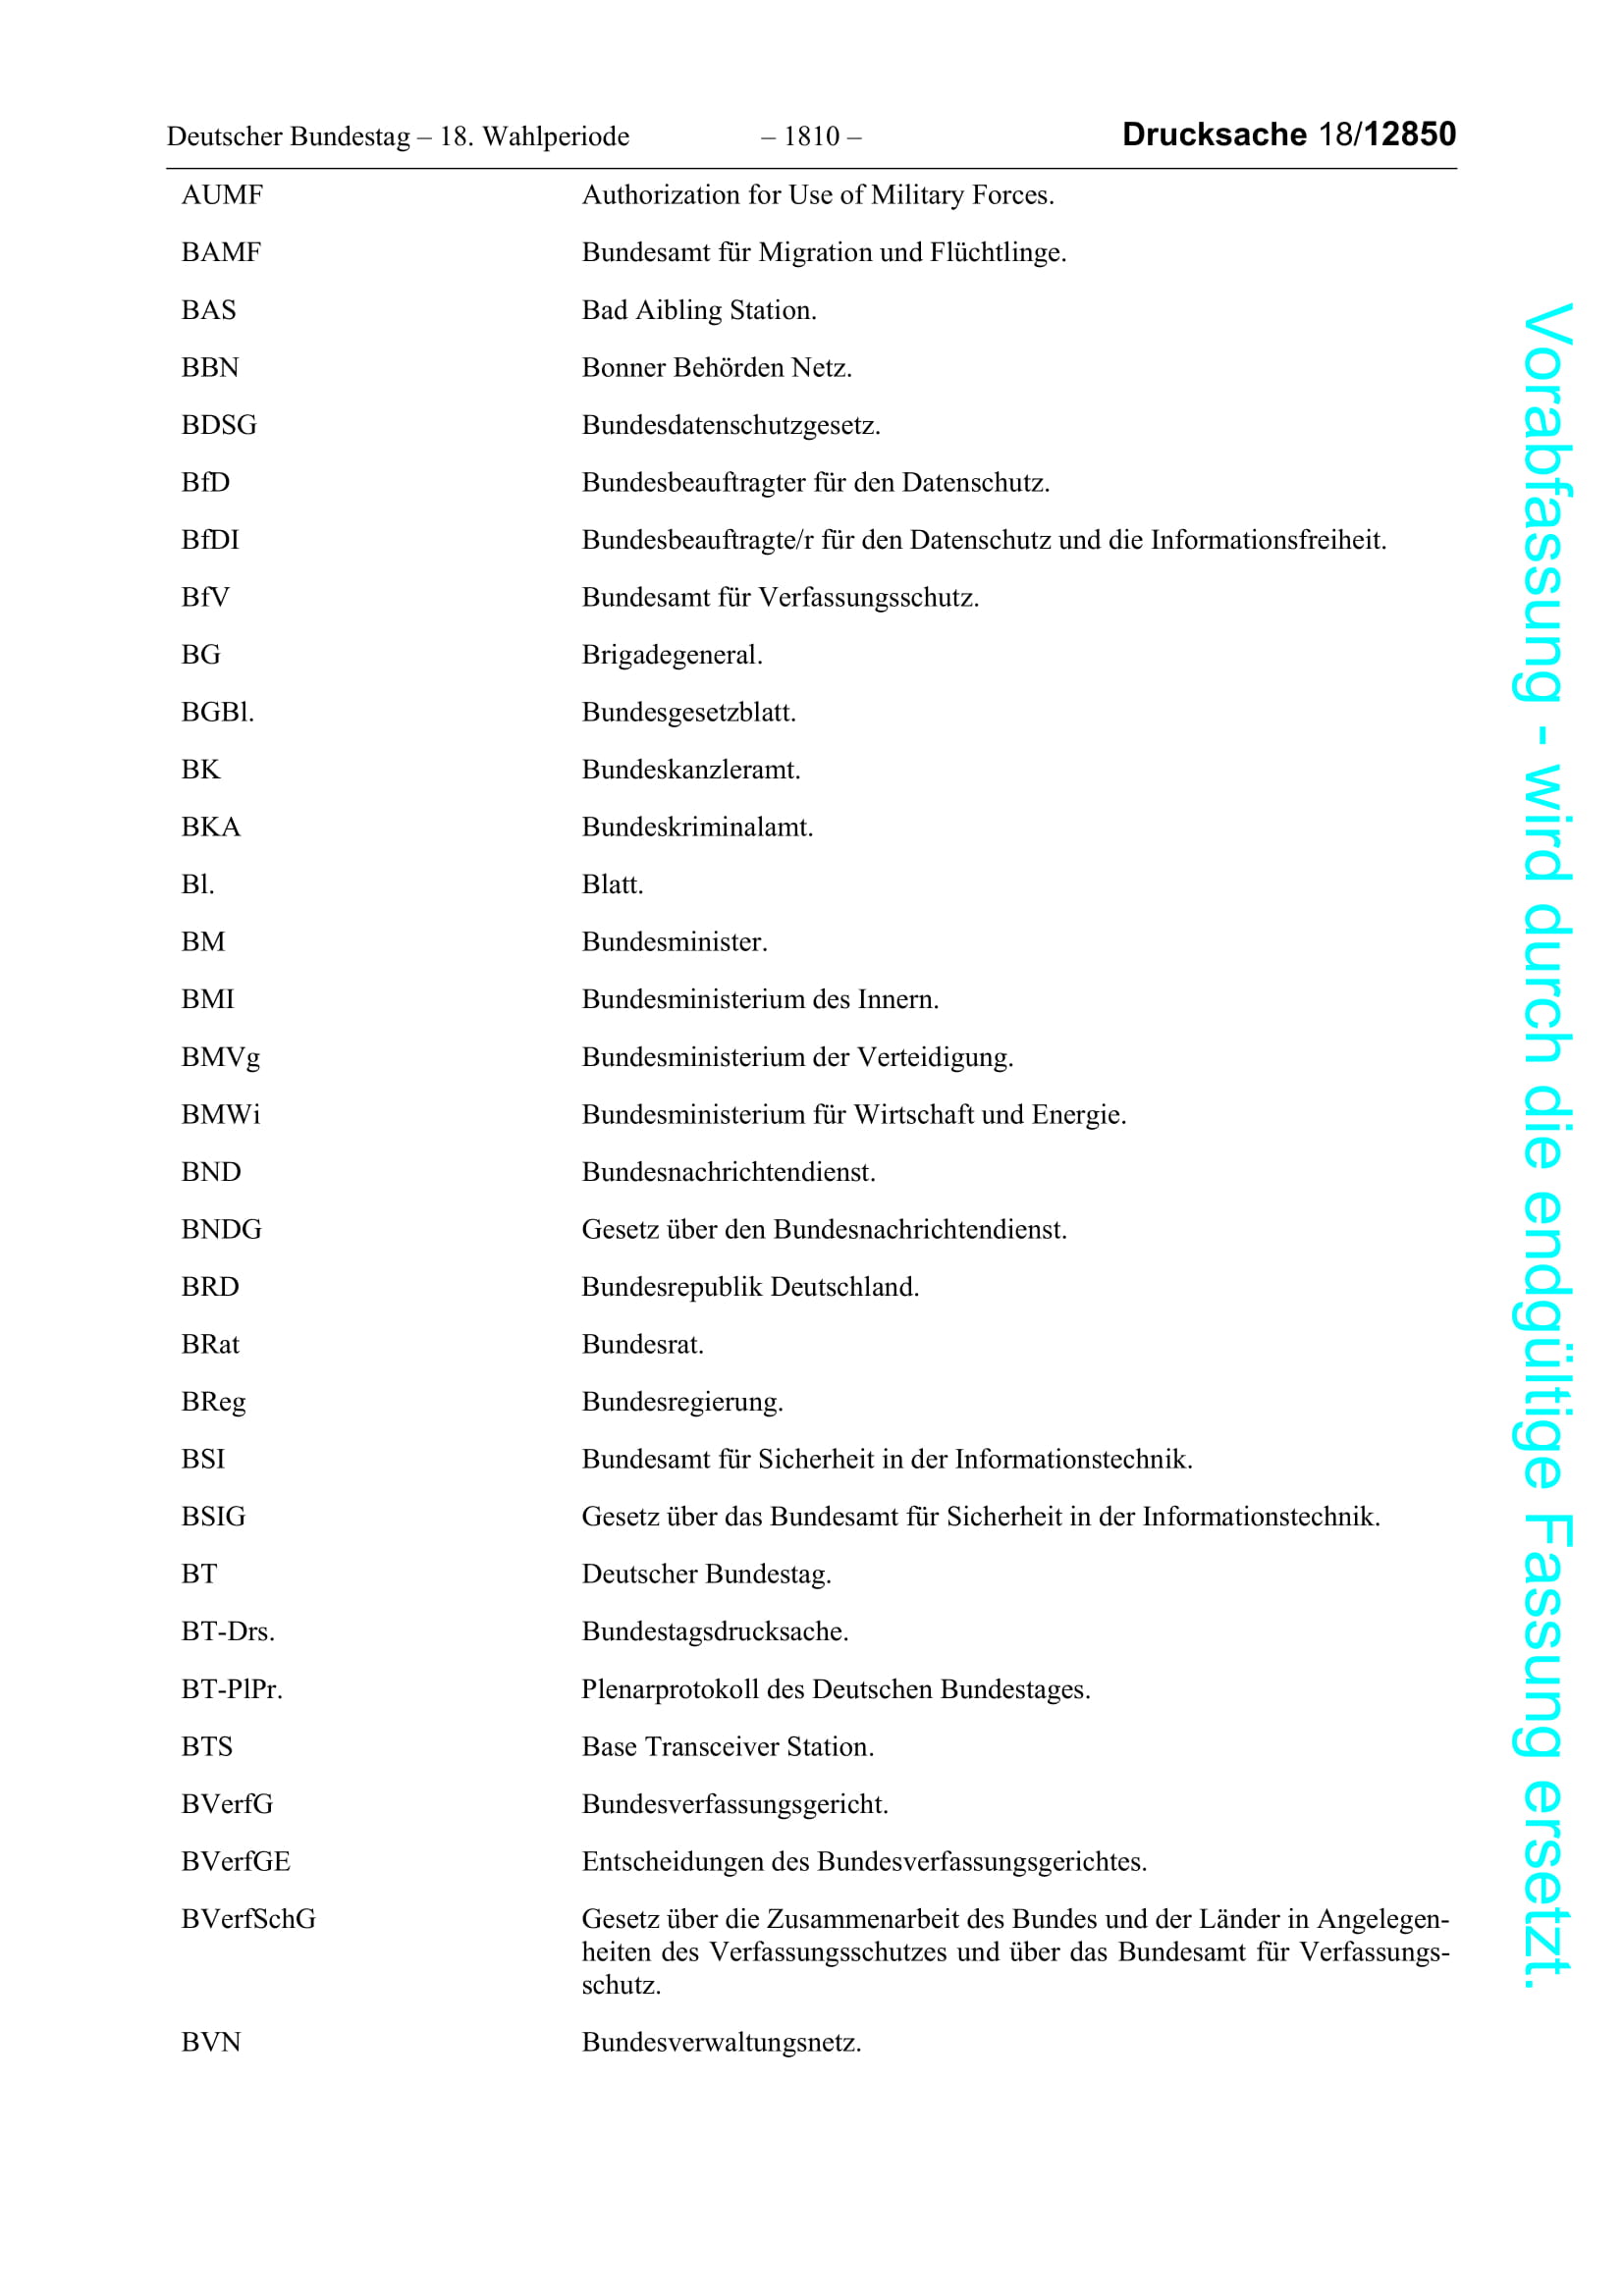 Deutscher Bundestag – 18. Wahlperiode – 1810 – Drucksache 18/12850
AUMF Authorization for Use of Military Forces.
BAMF Bundesamt für Migration und Flüchtlinge.
BAS Bad Aibling Station.
BBN Bonner Behörden Netz.
BDSG Bundesdatenschutzgesetz.
BfD Bundesbeauftragter für den Datenschutz.
BfDI Bundesbeauftragte/r für den Datenschutz und die Informationsfreiheit.
BfV Bundesamt für Verfassungsschutz.
BG Brigadegeneral.
BGBl. Bundesgesetzblatt.
BK Bundeskanzleramt.
BKA Bundeskriminalamt.
Bl. Blatt.
BM Bundesminister.
BMI Bundesministerium des Innern.
BMVg Bundesministerium der Verteidigung.
BMWi Bundesministerium für Wirtschaft und Energie.
BND Bundesnachrichtendienst.
BNDG Gesetz über den Bundesnachrichtendienst.
BRD Bundesrepublik Deutschland.
BRat Bundesrat.
BReg Bundesregierung.
BSI Bundesamt für Sicherheit in der Informationstechnik.
BSIG Gesetz über das Bundesamt für Sicherheit in der Informationstechnik.
BT Deutscher Bundestag.
BT-Drs. Bundestagsdrucksache.
BT-PlPr. Plenarprotokoll des Deutschen Bundestages.
BTS Base Transceiver Station.
BVerfG Bundesverfassungsgericht.
BVerfGE Entscheidungen des Bundesverfassungsgerichtes.
BVerfSchG Gesetz über die Zusammenarbeit des Bundes und der Länder in Angelegen-
heiten des Verfassungsschutzes und über das Bundesamt für Verfassungs-
schutz.
BVN Bundesverwaltungsnetz.
Vorabfassung - wird durch die endgültige Fassung ersetzt.